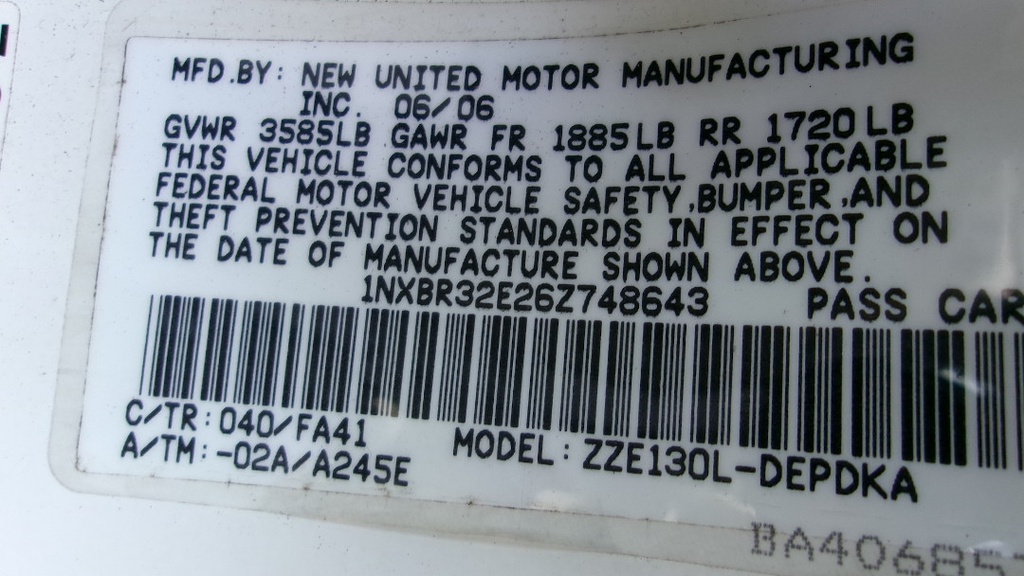 MFD.BY: NEW UNITED MOTOR MANUFACTURING
INC. 06/06
GVWR 3585LB GAWR FR 1885LB RR 1720LB
THIS VEHICLE CONFORMS TO ALL APPLICABLE
FEDERAL MOTOR VEHICLE SAFETY,BUMPER,AND
THEFT PREVENTION STANDARDS IN EFFECT ON
THE DATE OF MANUFACTURE SHOWN ABOVE.
1NXBR32E26Z748643 PASS CAR
C/TR:040/FA41
A/TM:-02A/A245E
MODEL:ZZE130L-DEPDKA